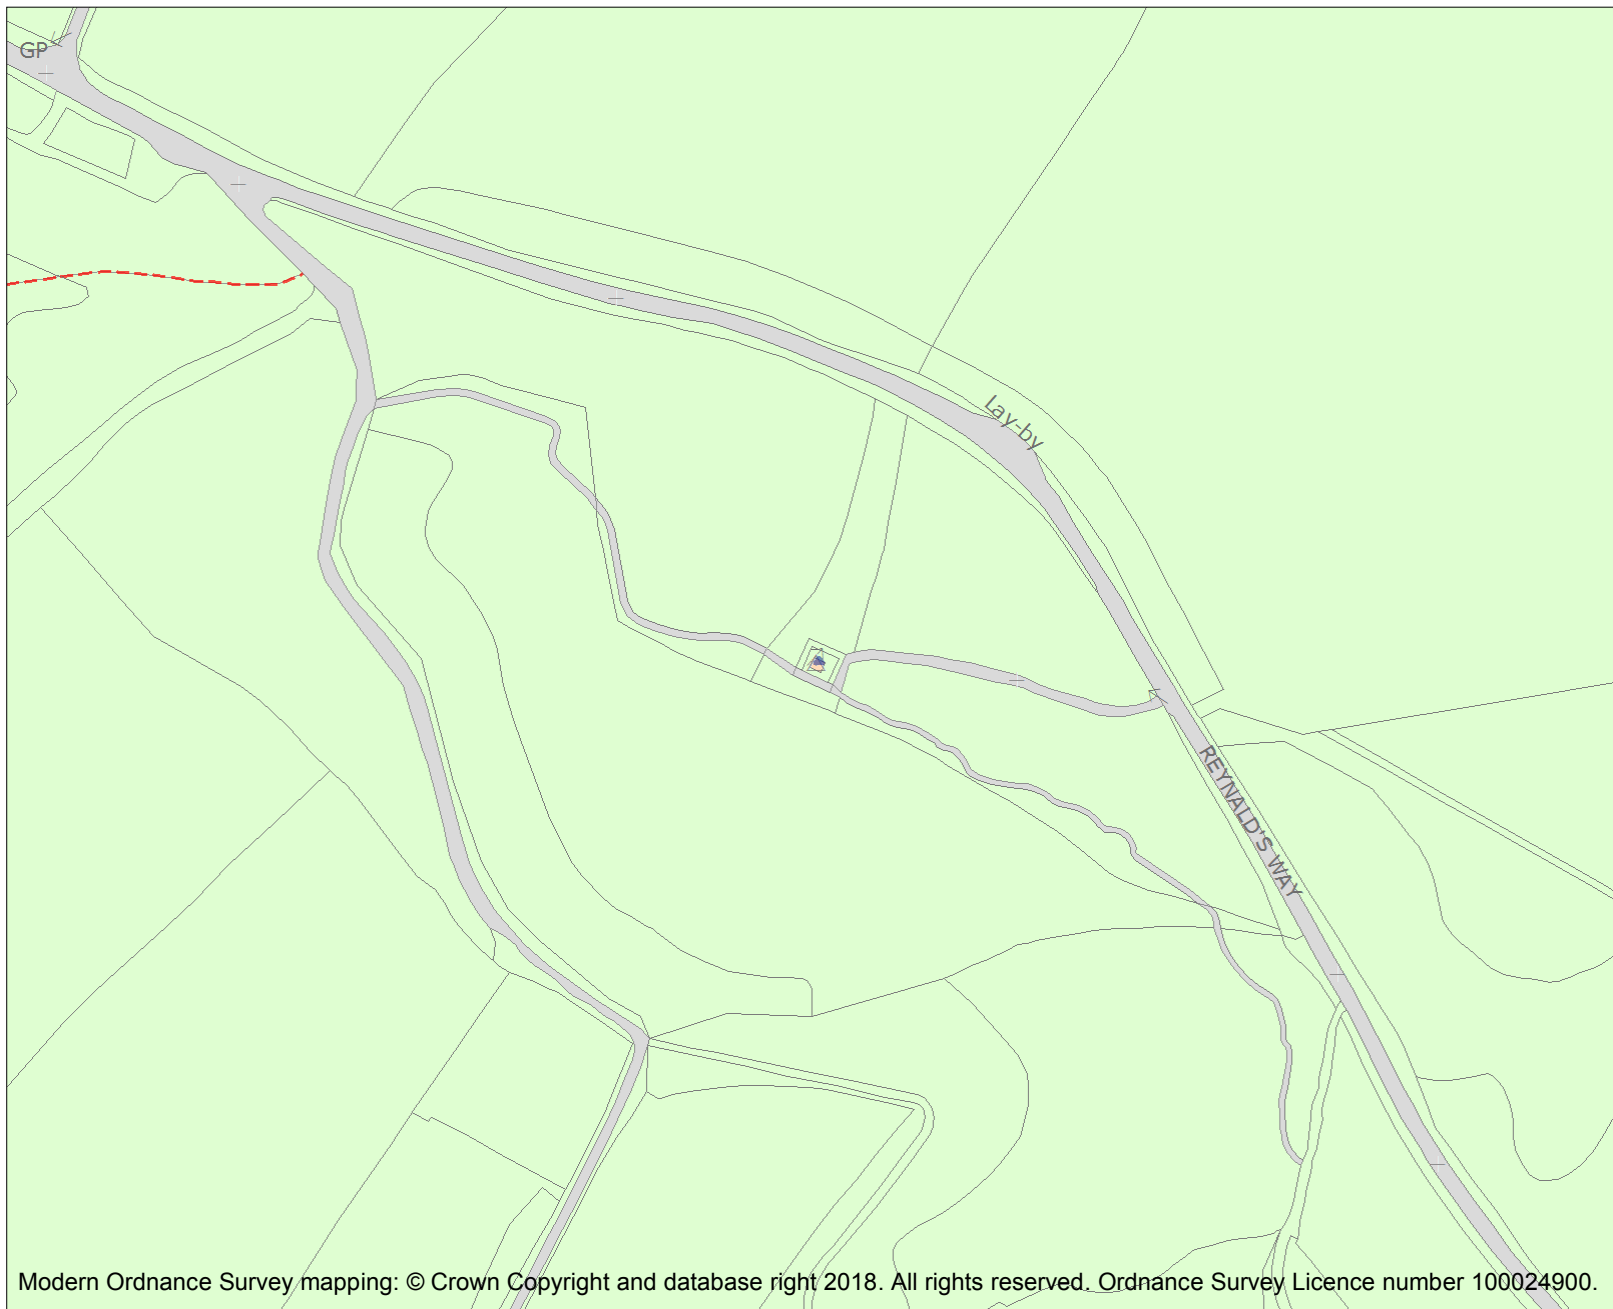 GP
Lay-by
REYNALD'S WAY
Modern Ordnance Survey mapping: © Crown Copyright and database right 2018. All rights reserved. Ordnance Survey Licence number 100024900.